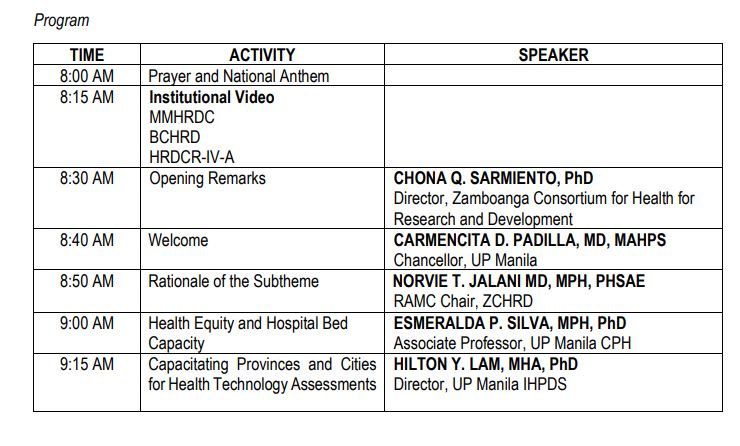 Program
TIME ACTIVITY SPEAKER
8:00 AM Prayer and National Anthem
8:15 AM Institutional Video
MMHRDC
BCHRD
HRDCR-IV-A
8:30 AM Opening Remarks CHONA Q. SARMIENTO, PhD
Director, Zamboanga Consortium for Health for
Research and Development
8:40 AM Welcome CARMENCITA D. PADILLA, MD, MAHPS
Chancellor, UP Manila
8:50 AM Rationale of the Subtheme NORVIE T. JALANI MD, MPH, PHSAE
RAMC Chair, ZCHRD
9:00 AM Health Equity and Hospital Bed ESMERALDA P. SILVA, MPH, PhD
Capacity Associate Professor, UP Manila CPH
9:15 AM Capacitating Provinces and Cities HILTON Y. LAM, MHA, PhD
for Health Technology Assessments Director, UP Manila IHPDS